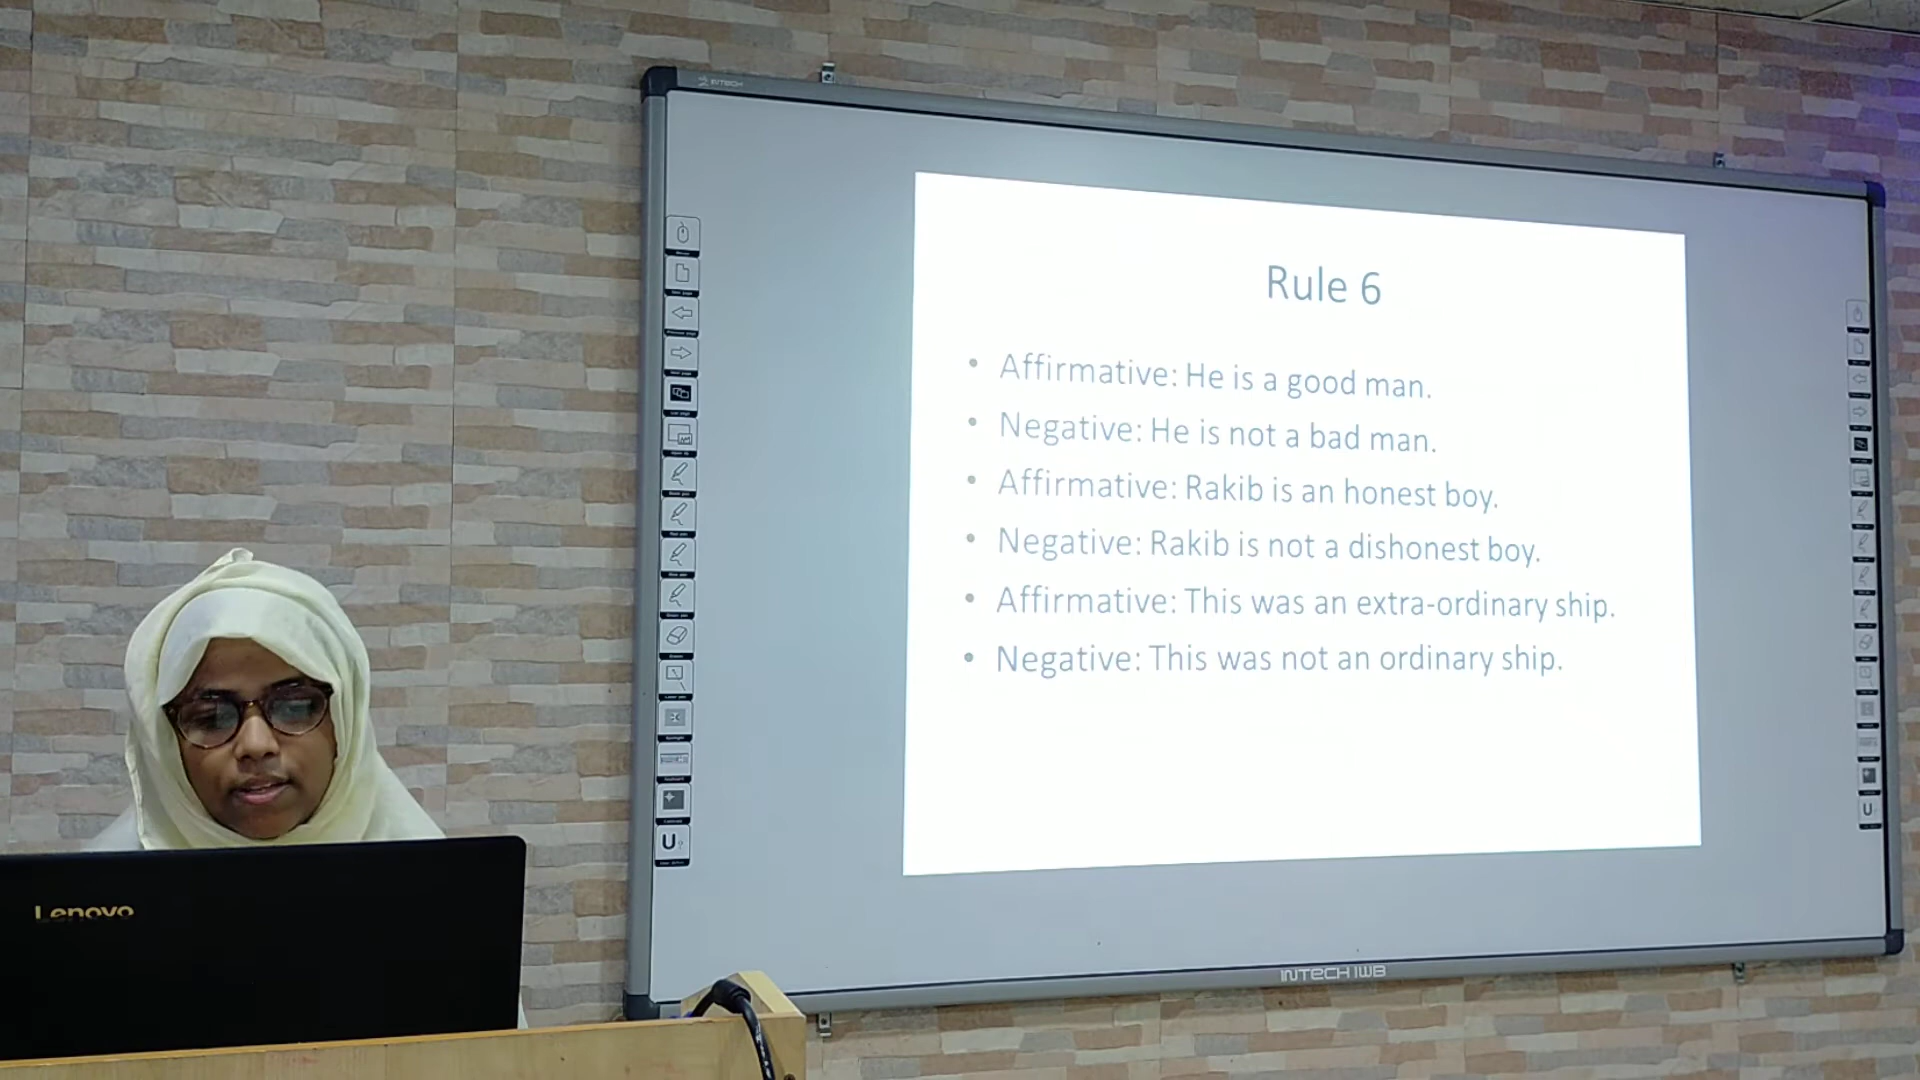 INTECH
Rule 6
• Affirmative: He is a good man.
• Negative: He is not a bad man.
• Affirmative: Rakib is an honest boy.
• Negative: Rakib is not a dishonest boy.
• Affirmative: This was an extra-ordinary ship.
• Negative: This was not an ordinary ship.
Lenovo
INTECH IWB